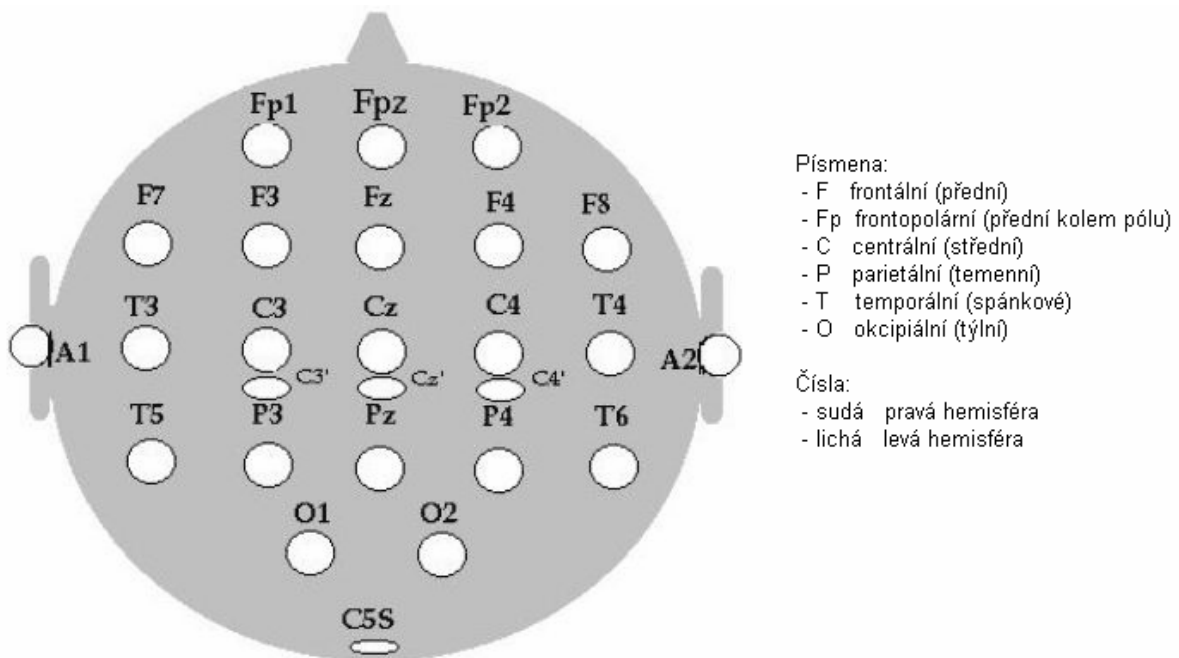 Fp1 Fpz Fp2
F7 F3 Fz F4 F8
T3 C3 Cz C4 T4
A1 A2
C3' Cz' C4'
T5 P3 Pz P4 T6
O1 O2
C5S
Písmena:
- F frontální (přední)
- Fp frontopolární (přední kolem pólu)
- C centrální (střední)
- P parietální (temenní)
- T temporální (spánkové)
- O okcipiální (týlní)
Čísla:
- sudá pravá hemisféra
- lichá levá hemisféra